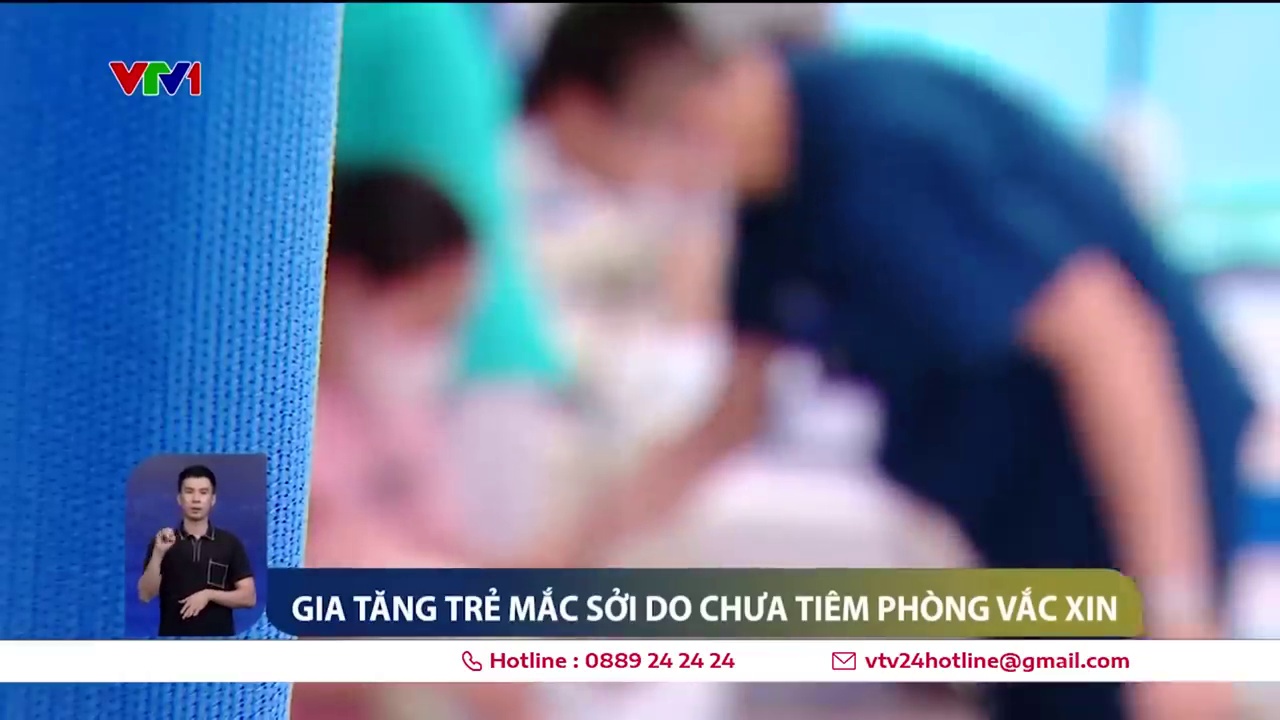 VTV1
GIA TĂNG TRẺ MẮC SỞI DO CHƯA TIÊM PHÒNG VẮC XIN
Hotline : 0889 24 24 24
vtv24hotline@gmail.com